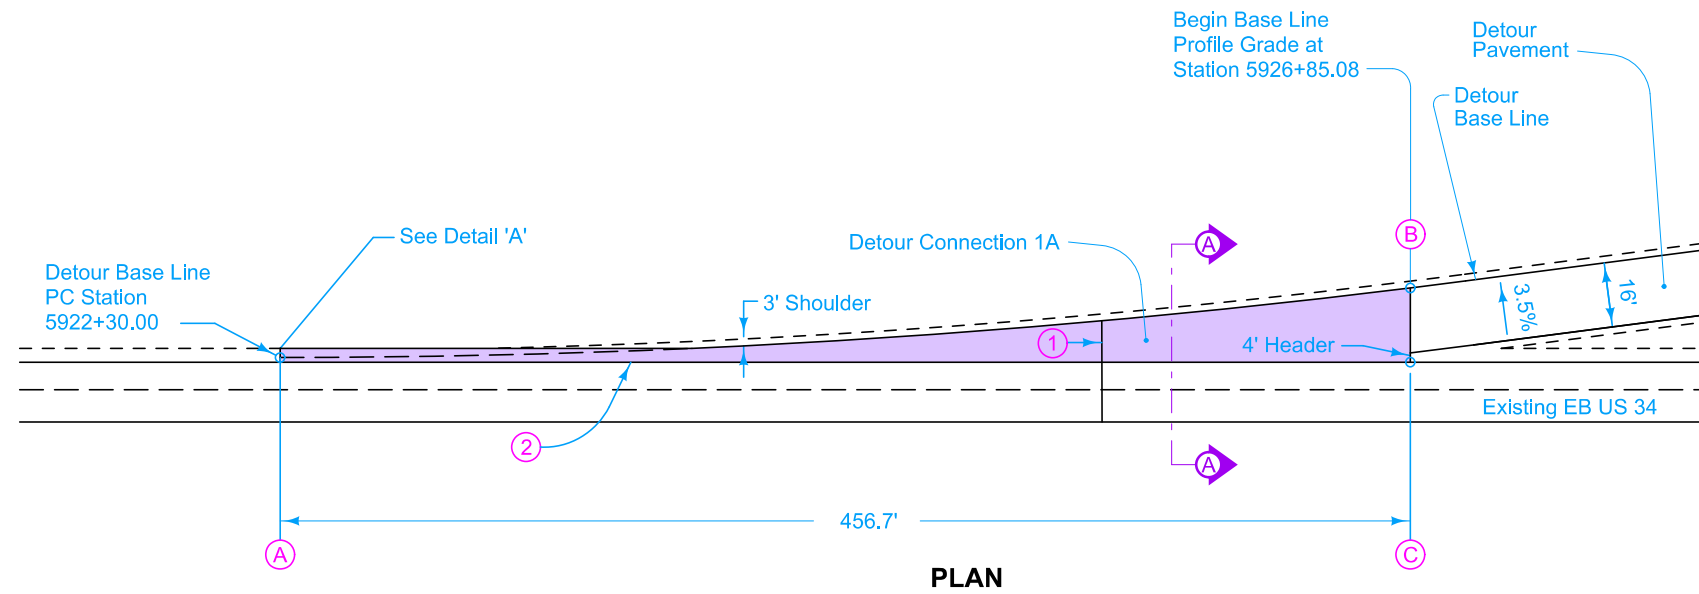 Begin Base Line
Profile Grade at
Station 5926+85.08
Detour
Pavement
Detour
Base Line
See Detail 'A'
Detour Connection 1A
A
B
Detour Base Line
PC Station
5922+30.00
3' Shoulder
1
4' Header
3.5%
16'
Existing EB US 34
2
A
456.7'
A
C
PLAN